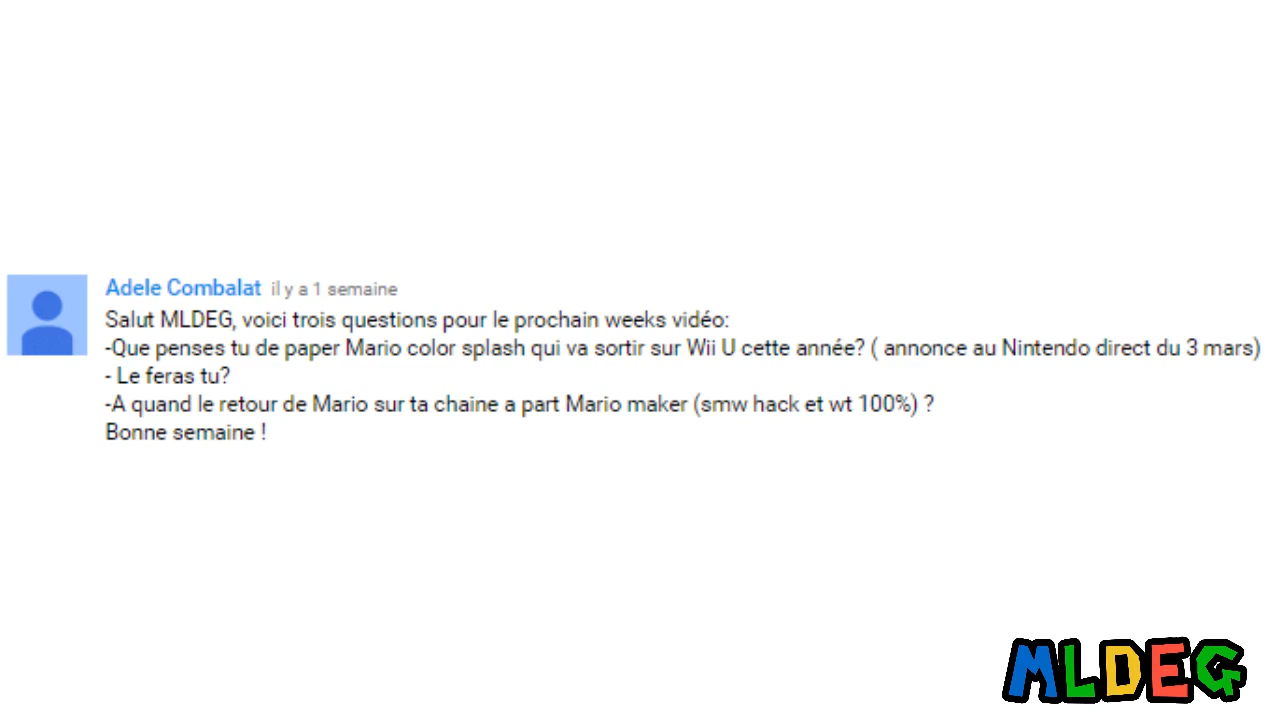 Adele Combalat il y a 1 semaine
Salut MLDEG, voici trois questions pour le prochain weeks vidéo:
-Que penses tu de paper Mario color splash qui va sortir sur Wii U cette année? ( annonce au Nintendo direct du 3 mars)
- Le feras tu?
-A quand le retour de Mario sur ta chaine a part Mario maker (smw hack et wt 100%) ?
Bonne semaine !
MLDEG